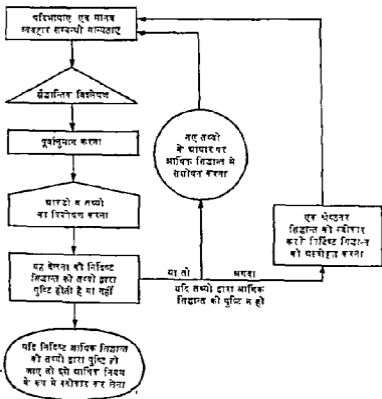 परिभाषाएं एवं मानव
व्यवहार सम्बन्धी मान्यताएं
सैद्धान्तिक विश्लेषण
पूर्वानुमान करना
आंकड़ों व तथ्यों
का विश्लेषण करना
यह देखना की निर्दिष्ट
सिद्धान्त की तथ्यों द्वारा
पुष्टि होती है या नहीं
यदि निर्दिष्ट आर्थिक सिद्धान्त
की तथ्यों द्वारा पुष्टि हो
जाए तो इसे आर्थिक नियम
के रूप में स्वीकार कर लेना
नए तथ्यों
के आधार पर
आर्थिक सिद्धान्त में
संशोधन करना
या तो अथवा
यदि तथ्यों द्वारा आर्थिक
सिद्धान्त की पुष्टि न हो
एक श्रेष्ठतर
सिद्धान्त को स्वीकार
करके निर्दिष्ट सिद्धान्त
को अस्वीकृत करना